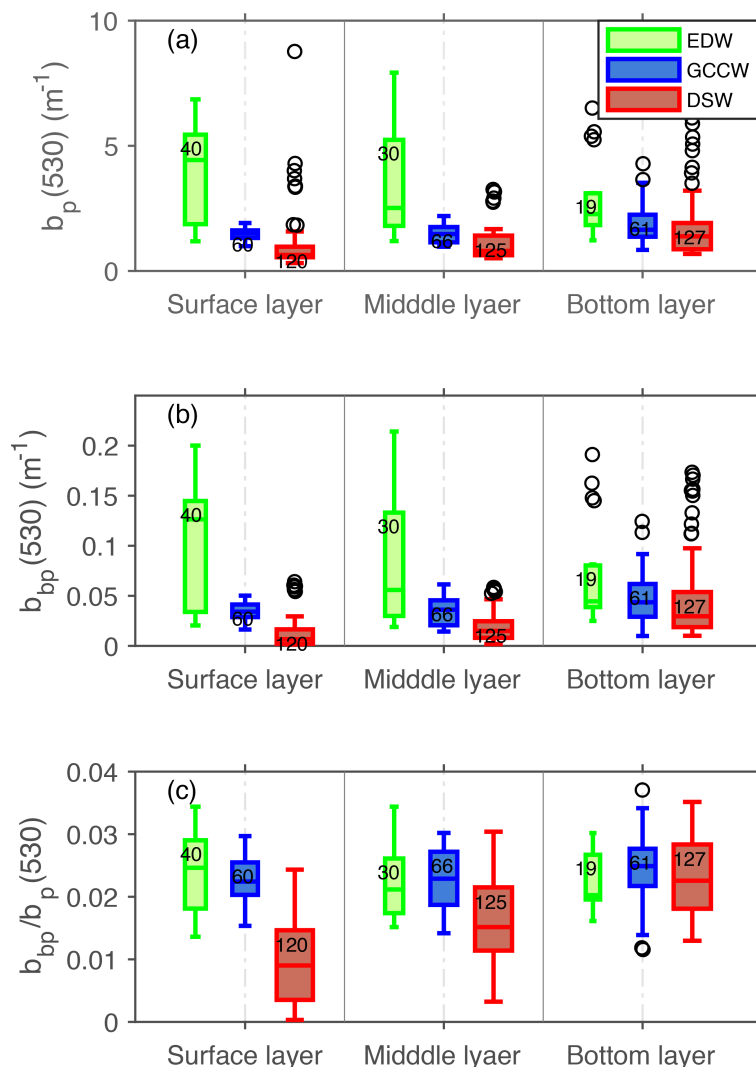 (a)
EDW
GCCW
DSW
b_p(530) (m^-1)
10
5
0
40
60
120
30
66
125
19
61
127
Surface layer
Midddle lyaer
Bottom layer
(b)
b_bp(530) (m^-1)
0.2
0.15
0.1
0.05
0
40
60
120
30
66
125
19
61
127
Surface layer
Midddle lyaer
Bottom layer
(c)
b_bp/b_p(530)
0.04
0.03
0.02
0.01
0
40
60
120
30
66
125
19
61
127
Surface layer
Midddle lyaer
Bottom layer